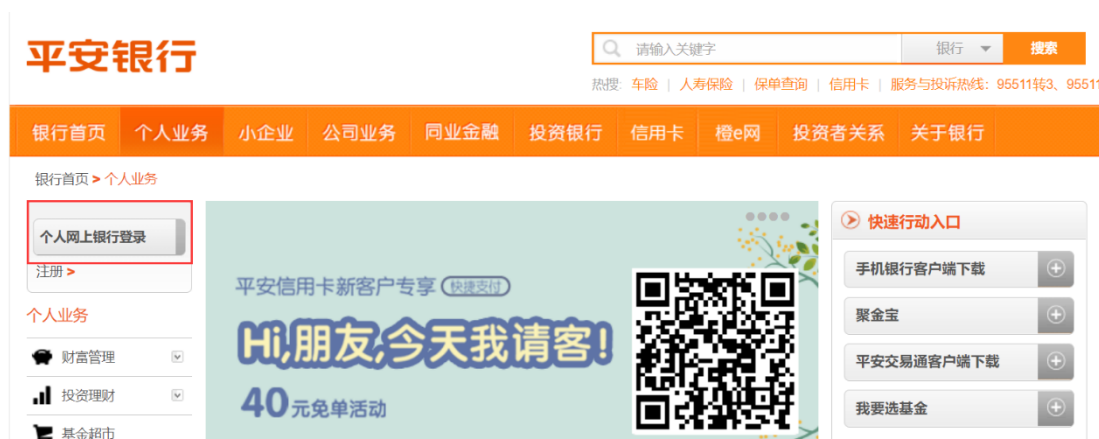 平安银行
请输入关键字
银行
搜索
热搜: 车险 | 人寿保险 | 保单查询 | 信用卡 | 服务与投诉热线：95511转3、95511
银行首页 个人业务 小企业 公司业务 同业金融 投资银行 信用卡 橙e网 投资者关系 关于银行
银行首页 > 个人业务
个人网上银行登录
注册 >
个人业务
财富管理
投资理财
基金超市
平安信用卡新客户专享 快捷支付
Hi,朋友,今天我请客!
40元免单活动
快速行动入口
手机银行客户端下载
聚金宝
平安交易通客户端下载
我要选基金